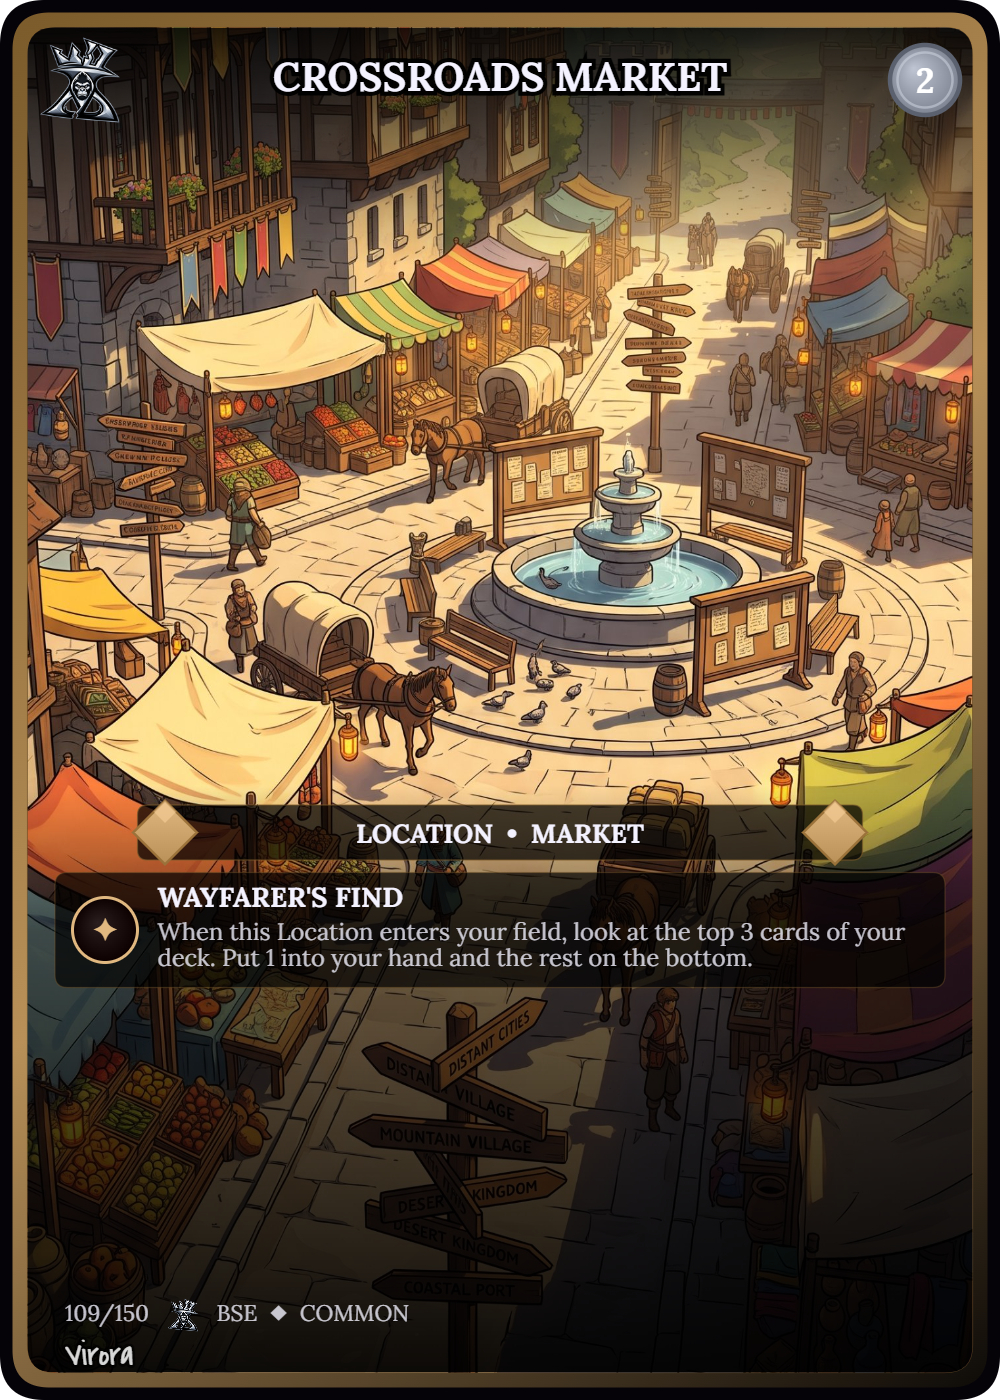 CROSSROADS MARKET
2
LOCATION • MARKET
WAYFARER'S FIND
When this Location enters your field, look at the top 3 cards of your
deck. Put 1 into your hand and the rest on the bottom.
DISTANT CITIES
VILLAGE
MOUNTAIN VILLAGE
KINGDOM
DESERT KINGDOM
COASTAL PORT
109/150 BSE ◆ COMMON
Virora